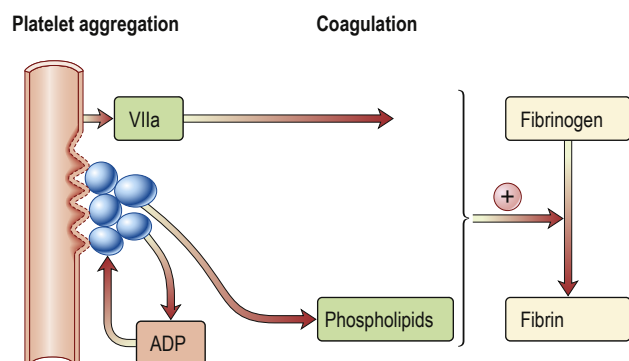 Platelet aggregation
Coagulation
VIIa
Fibrinogen
+
Phospholipids
Fibrin
ADP